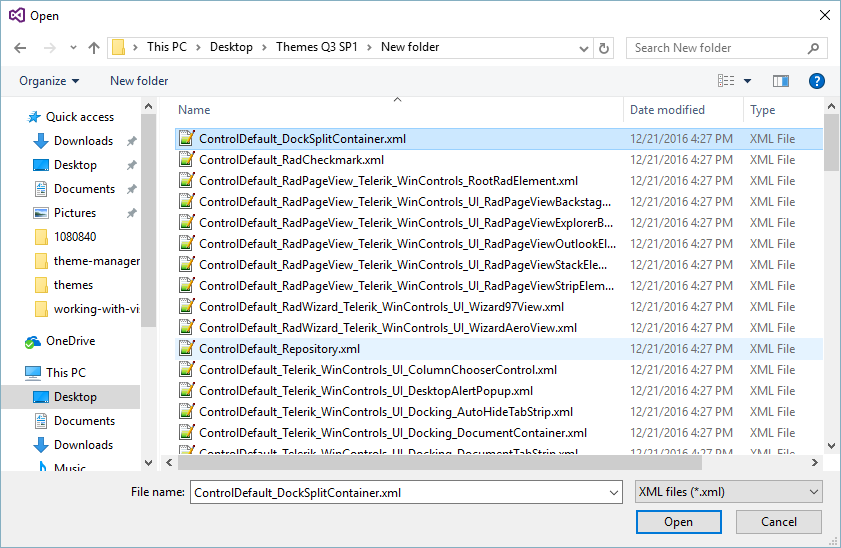 Open
This PC > Desktop > Themes Q3 SP1 > New folder
Search New folder
Organize
New folder
Name
Date modified
Type
Quick access
Downloads
Desktop
Documents
Pictures
1080840
theme-manager
themes
working-with-vi
OneDrive
This PC
Desktop
Documents
Downloads
Music
ControlDefault_DockSplitContainer.xml 12/21/2016 4:27 PM XML File
ControlDefault_RadCheckmark.xml 12/21/2016 4:27 PM XML File
ControlDefault_RadPageView_Telerik_WinControls_RootRadElement.xml 12/21/2016 4:27 PM XML File
ControlDefault_RadPageView_Telerik_WinControls_UI_RadPageViewBackstag... 12/21/2016 4:27 PM XML File
ControlDefault_RadPageView_Telerik_WinControls_UI_RadPageViewExplorerB... 12/21/2016 4:27 PM XML File
ControlDefault_RadPageView_Telerik_WinControls_UI_RadPageViewOutlookEl... 12/21/2016 4:27 PM XML File
ControlDefault_RadPageView_Telerik_WinControls_UI_RadPageViewStackEle... 12/21/2016 4:27 PM XML File
ControlDefault_RadPageView_Telerik_WinControls_UI_RadPageViewStripElem... 12/21/2016 4:27 PM XML File
ControlDefault_RadWizard_Telerik_WinControls_UI_Wizard97View.xml 12/21/2016 4:27 PM XML File
ControlDefault_RadWizard_Telerik_WinControls_UI_WizardAeroView.xml 12/21/2016 4:27 PM XML File
ControlDefault_Repository.xml 12/21/2016 4:27 PM XML File
ControlDefault_Telerik_WinControls_UI_ColumnChooserControl.xml 12/21/2016 4:27 PM XML File
ControlDefault_Telerik_WinControls_UI_DesktopAlertPopup.xml 12/21/2016 4:27 PM XML File
ControlDefault_Telerik_WinControls_UI_Docking_AutoHideTabStrip.xml 12/21/2016 4:27 PM XML File
ControlDefault_Telerik_WinControls_UI_Docking_DocumentContainer.xml 12/21/2016 4:27 PM XML File
ControlDefault_Telerik_WinControls_UI_Docking_DocumentTabStrip.xml 12/21/2016 4:27 PM XML File
File name: ControlDefault_DockSplitContainer.xml
XML files (*.xml)
Open
Cancel